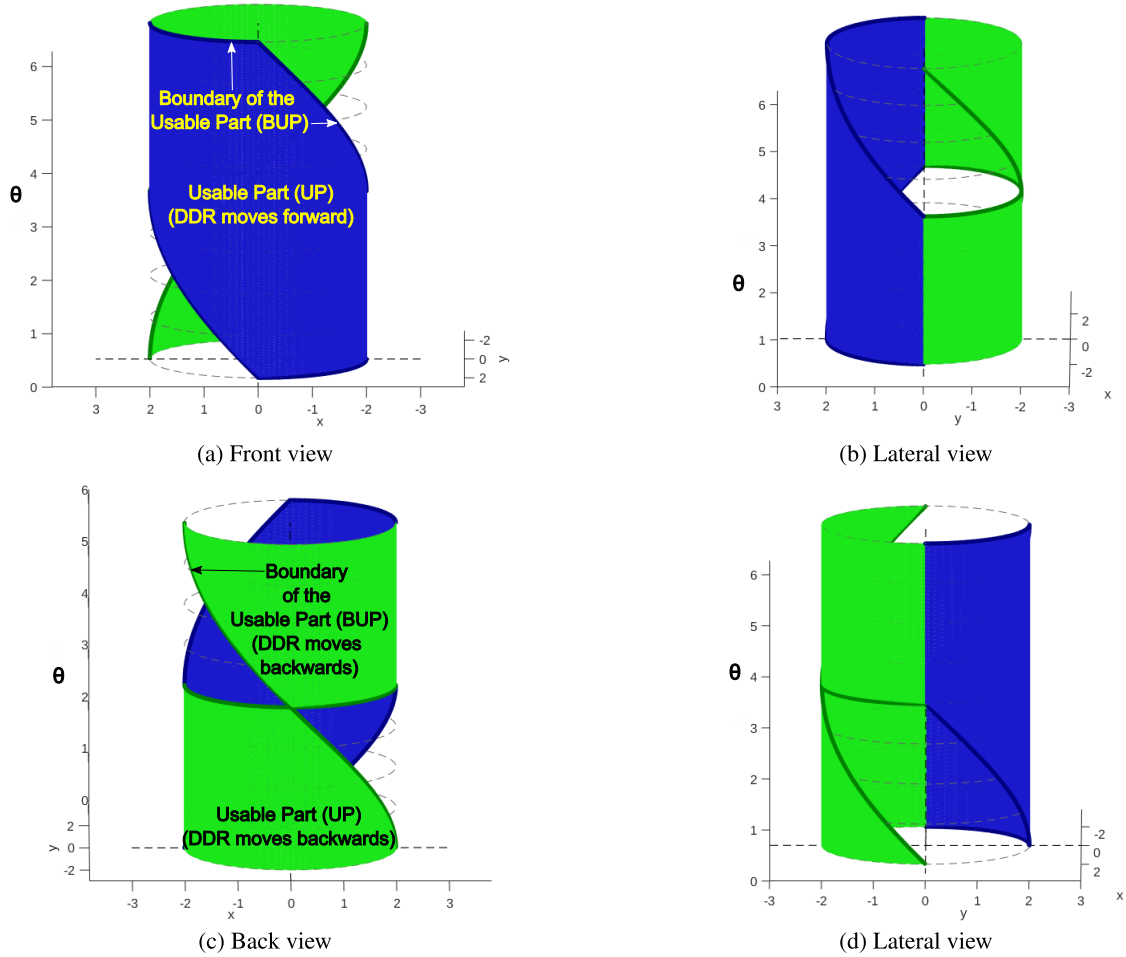 6
5
4
3
2
1
0
θ
Boundary of the
Usable Part (BUP)
Usable Part (UP)
(DDR moves forward)
-2
0
2
y
3
2
1
0
-1
-2
-3
x
(a) Front view
6
5
4
3
2
1
0
θ
2
0
-2
x
3
2
1
0
-1
-2
-3
y
(b) Lateral view
6
5
4
3
2
1
0
θ
Boundary
of the
Usable Part (BUP)
(DDR moves
backwards)
Usable Part (UP)
(DDR moves backwards)
2
0
-2
y
-3
-2
-1
0
1
2
3
x
(c) Back view
6
5
4
3
2
1
0
θ
-2
0
2
x
-3
-2
-1
0
1
2
3
y
(d) Lateral view